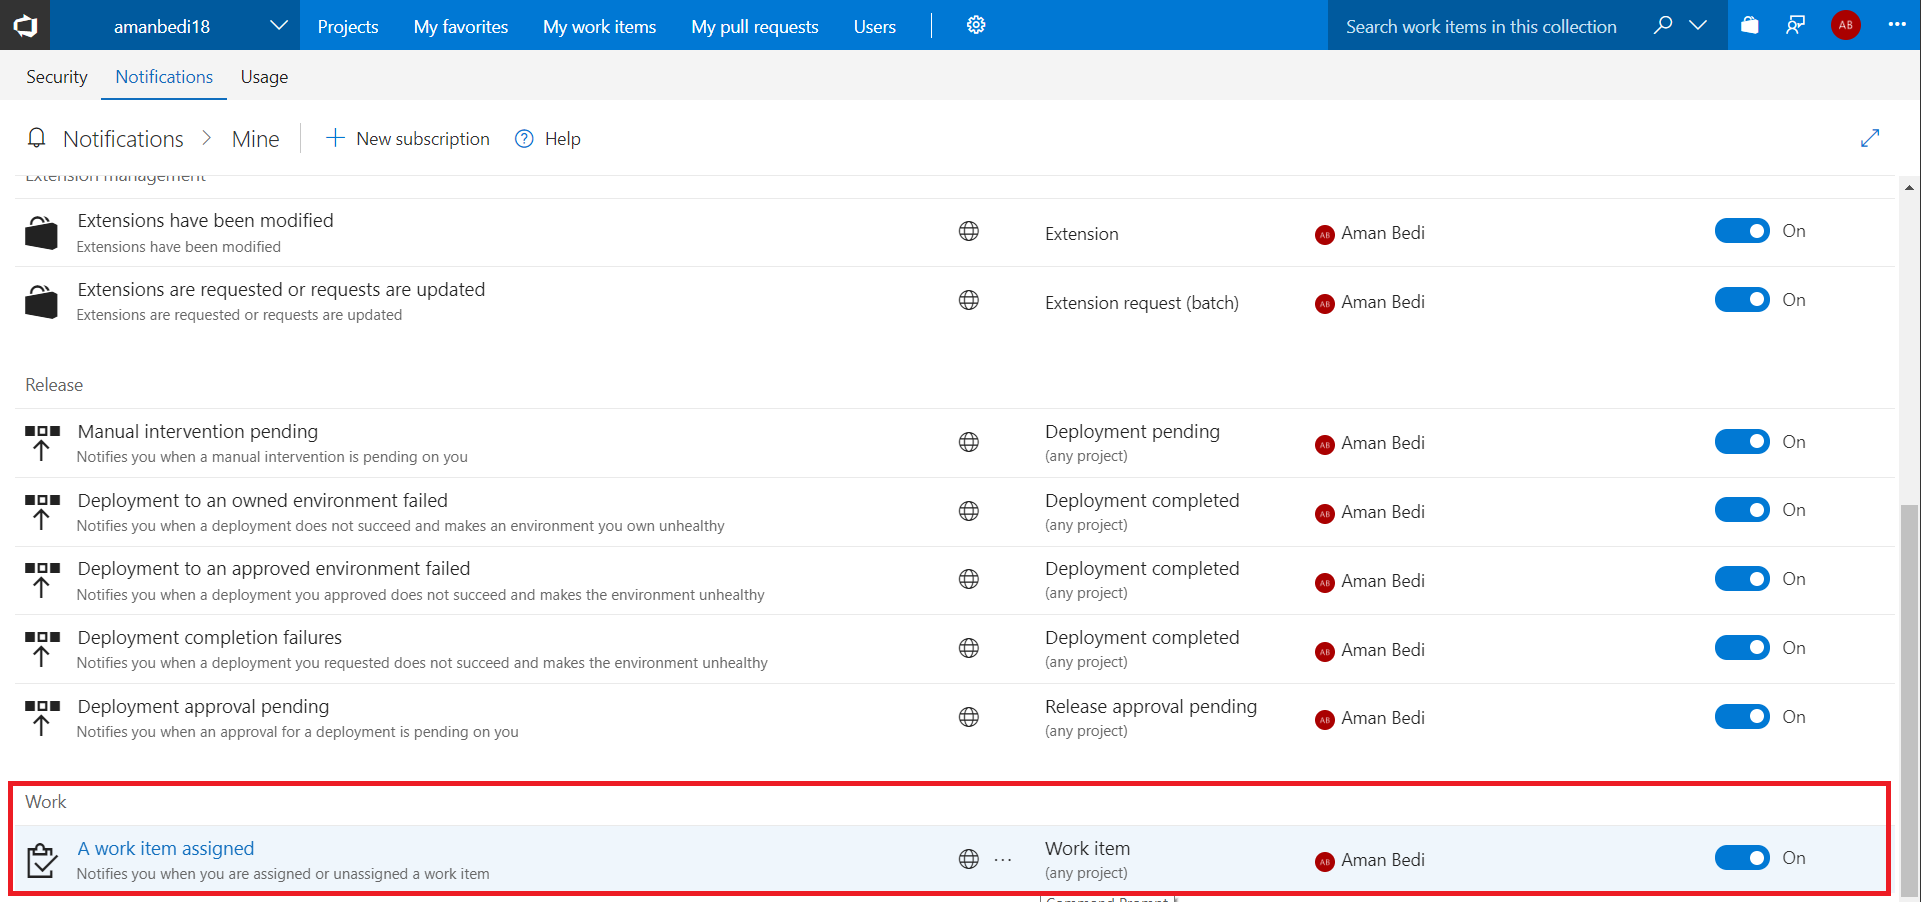 amanbedi18
Projects
My favorites
My work items
My pull requests
Users
Search work items in this collection
AB
Security
Notifications
Usage
Notifications > Mine
New subscription
Help
Extension management
Extensions have been modified
Extensions have been modified
Extension
AB Aman Bedi
On
Extensions are requested or requests are updated
Extensions are requested or requests are updated
Extension request (batch)
AB Aman Bedi
On
Release
Manual intervention pending
Notifies you when a manual intervention is pending on you
Deployment pending
(any project)
AB Aman Bedi
On
Deployment to an owned environment failed
Notifies you when a deployment does not succeed and makes an environment you own unhealthy
Deployment completed
(any project)
AB Aman Bedi
On
Deployment to an approved environment failed
Notifies you when a deployment you approved does not succeed and makes the environment unhealthy
Deployment completed
(any project)
AB Aman Bedi
On
Deployment completion failures
Notifies you when a deployment you requested does not succeed and makes the environment unhealthy
Deployment completed
(any project)
AB Aman Bedi
On
Deployment approval pending
Notifies you when an approval for a deployment is pending on you
Release approval pending
(any project)
AB Aman Bedi
On
Work
A work item assigned
Notifies you when you are assigned or unassigned a work item
...
Work item
(any project)
AB Aman Bedi
On
Command Prompt